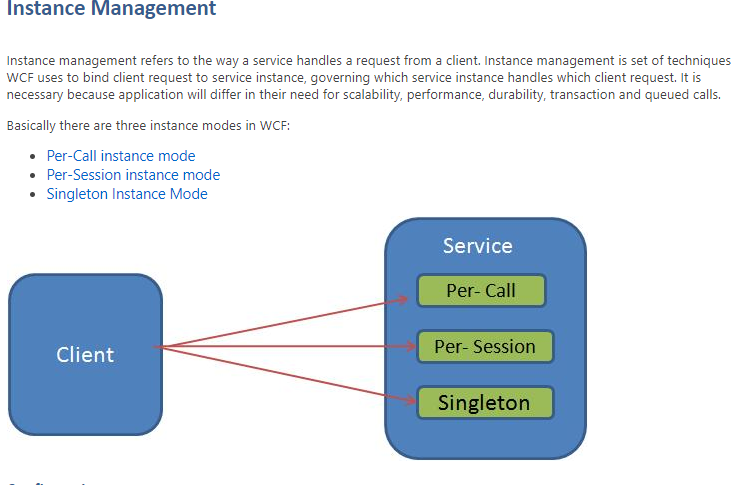 Instance Management
Instance management refers to the way a service handles a request from a client. Instance management is set of techniques
WCF uses to bind client request to service instance, governing which service instance handles which client request. It is
necessary because application will differ in their need for scalability, performance, durability, transaction and queued calls.
Basically there are three instance modes in WCF:
Per-Call instance mode
Per-Session instance mode
Singleton Instance Mode
Service
Per- Call
Client
Per- Session
Singleton